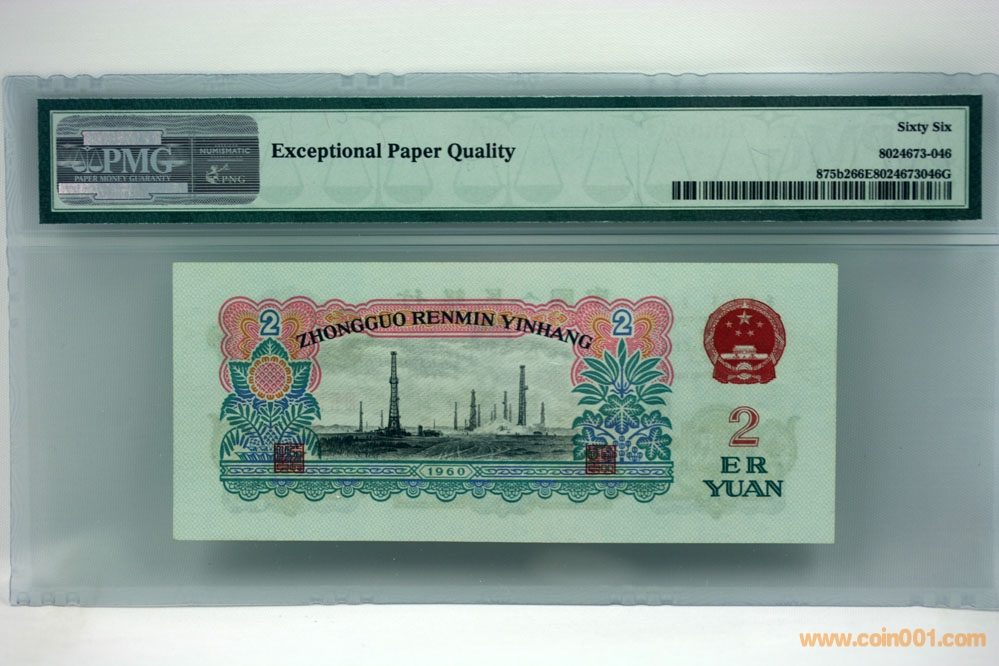 PMG
PAPER MONEY GUARANTY
NUMISMATIC
PNG
Exceptional Paper Quality
Sixty Six
8024673-046
875b266E8024673046G
2
ZHONGGUO RENMIN YINHANG
2
1960
2
ER
YUAN
www.coin001.com